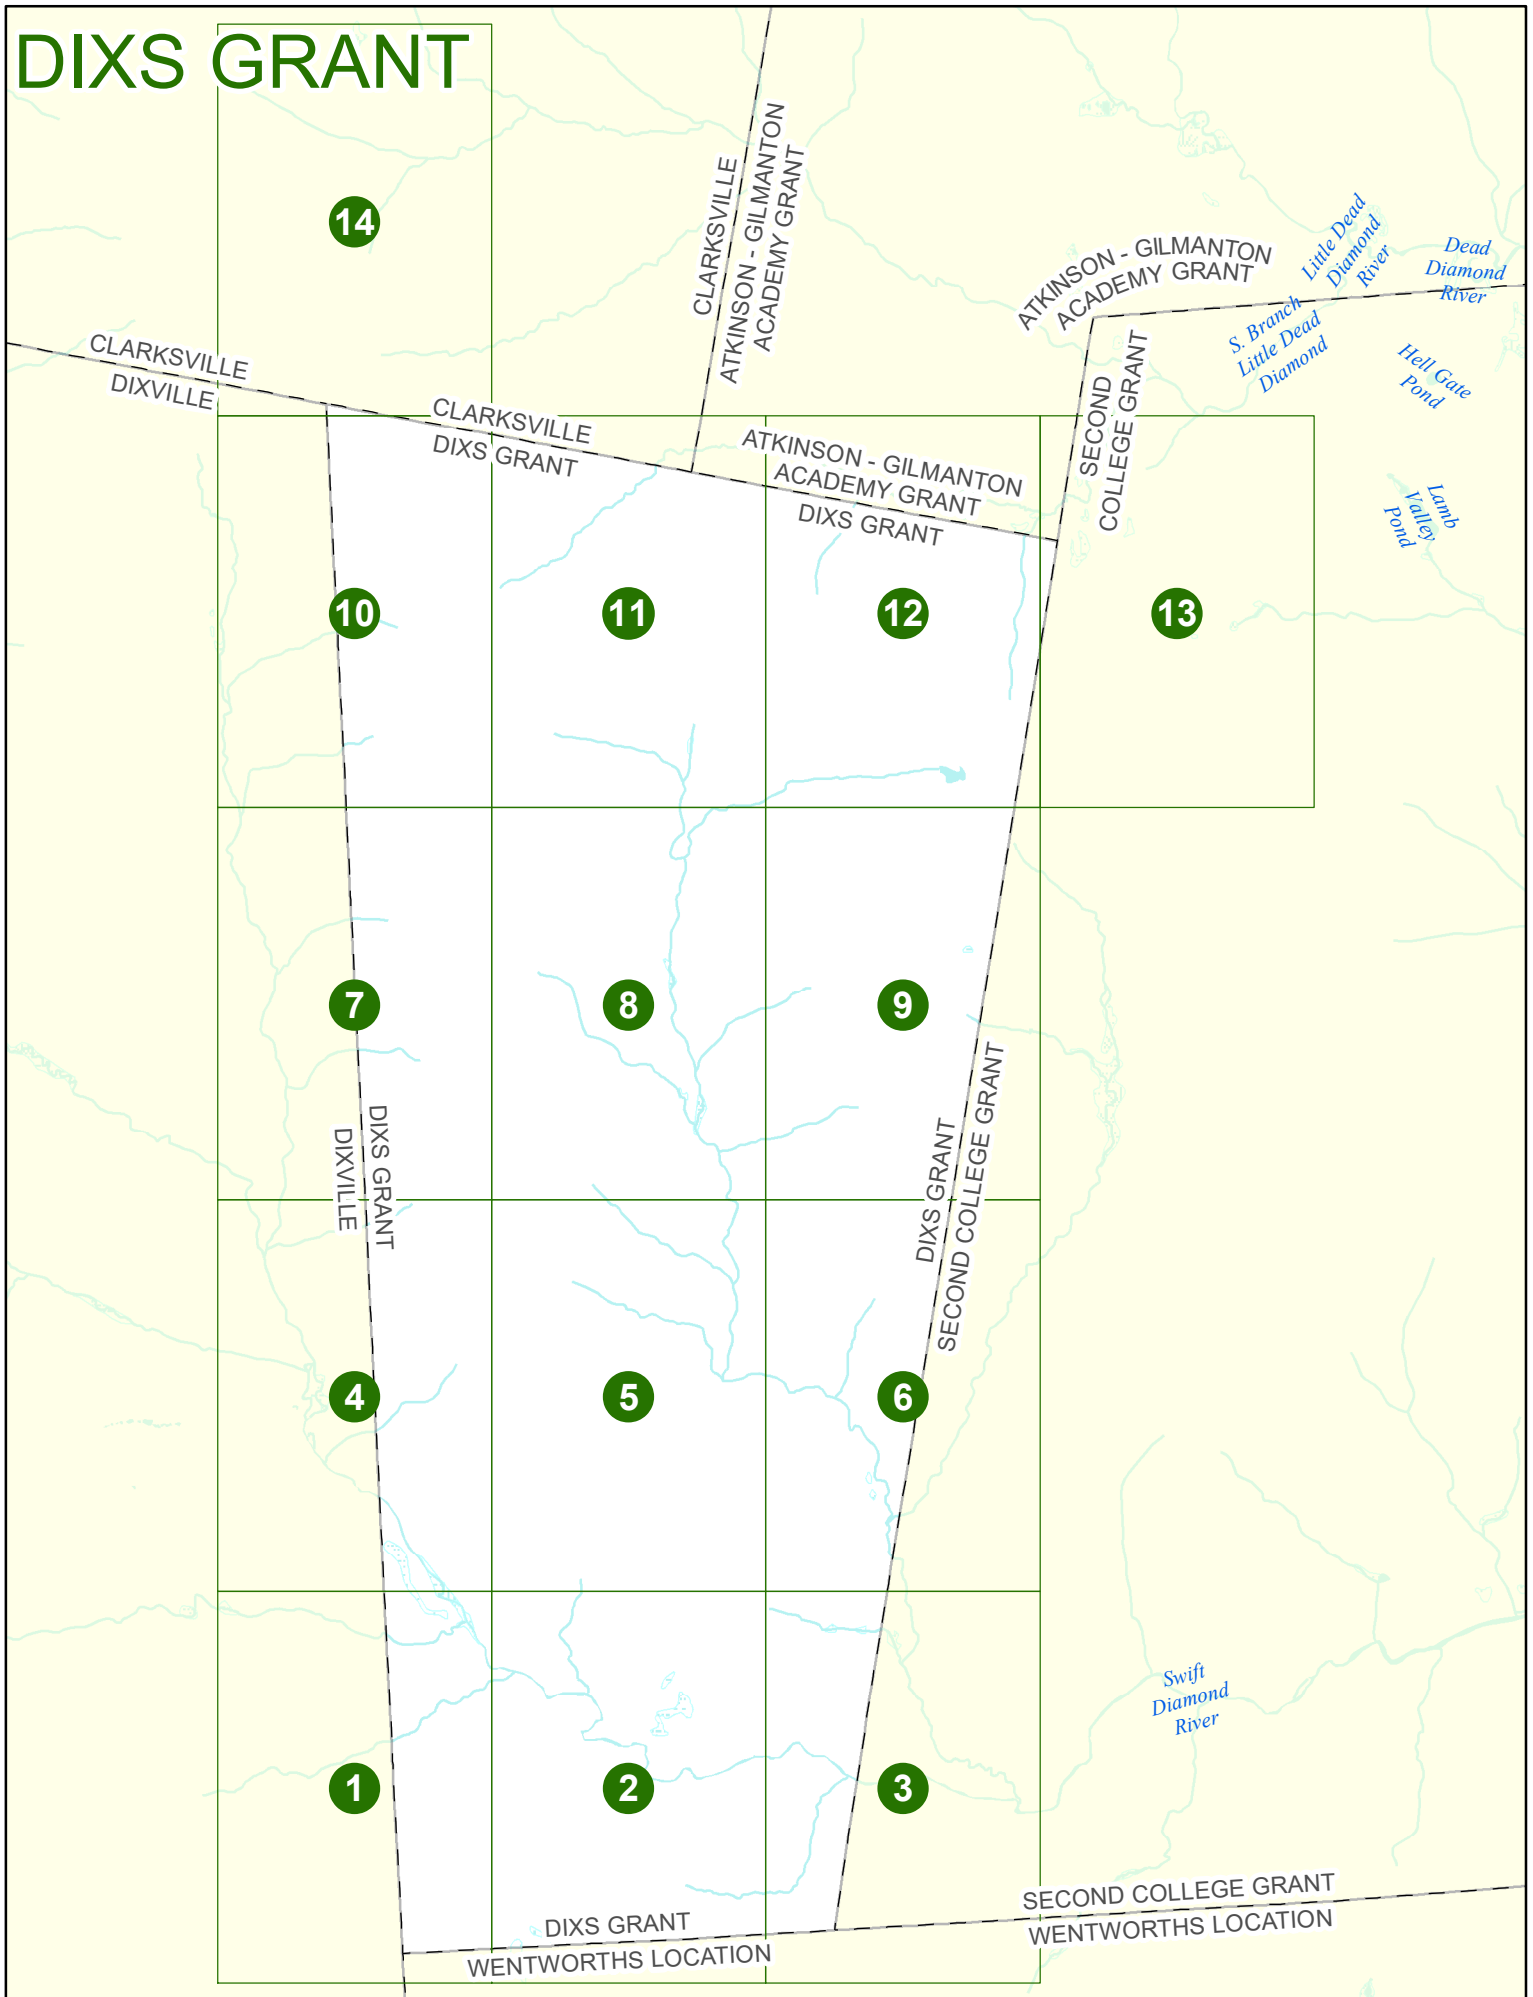 DIXS GRANT
14
CLARKSVILLE
ATKINSON - GILMANTON
ACADEMY GRANT
ATKINSON - GILMANTON
ACADEMY GRANT
Little Dead
Diamond
River
Dead
Diamond
River
S. Branch
Little Dead
Diamond
Hell Gate
Pond
CLARKSVILLE
DIXVILLE
CLARKSVILLE
DIXS GRANT
ATKINSON - GILMANTON
ACADEMY GRANT
DIXS GRANT
SECOND
COLLEGE GRANT
Lamb
Valley
Pond
10
11
12
13
7
8
9
DIXS GRANT
DIXVILLE
DIXS GRANT
SECOND COLLEGE GRANT
4
5
6
Swift
Diamond
River
1
2
3
DIXS GRANT
WENTWORTHS LOCATION
SECOND COLLEGE GRANT
WENTWORTHS LOCATION